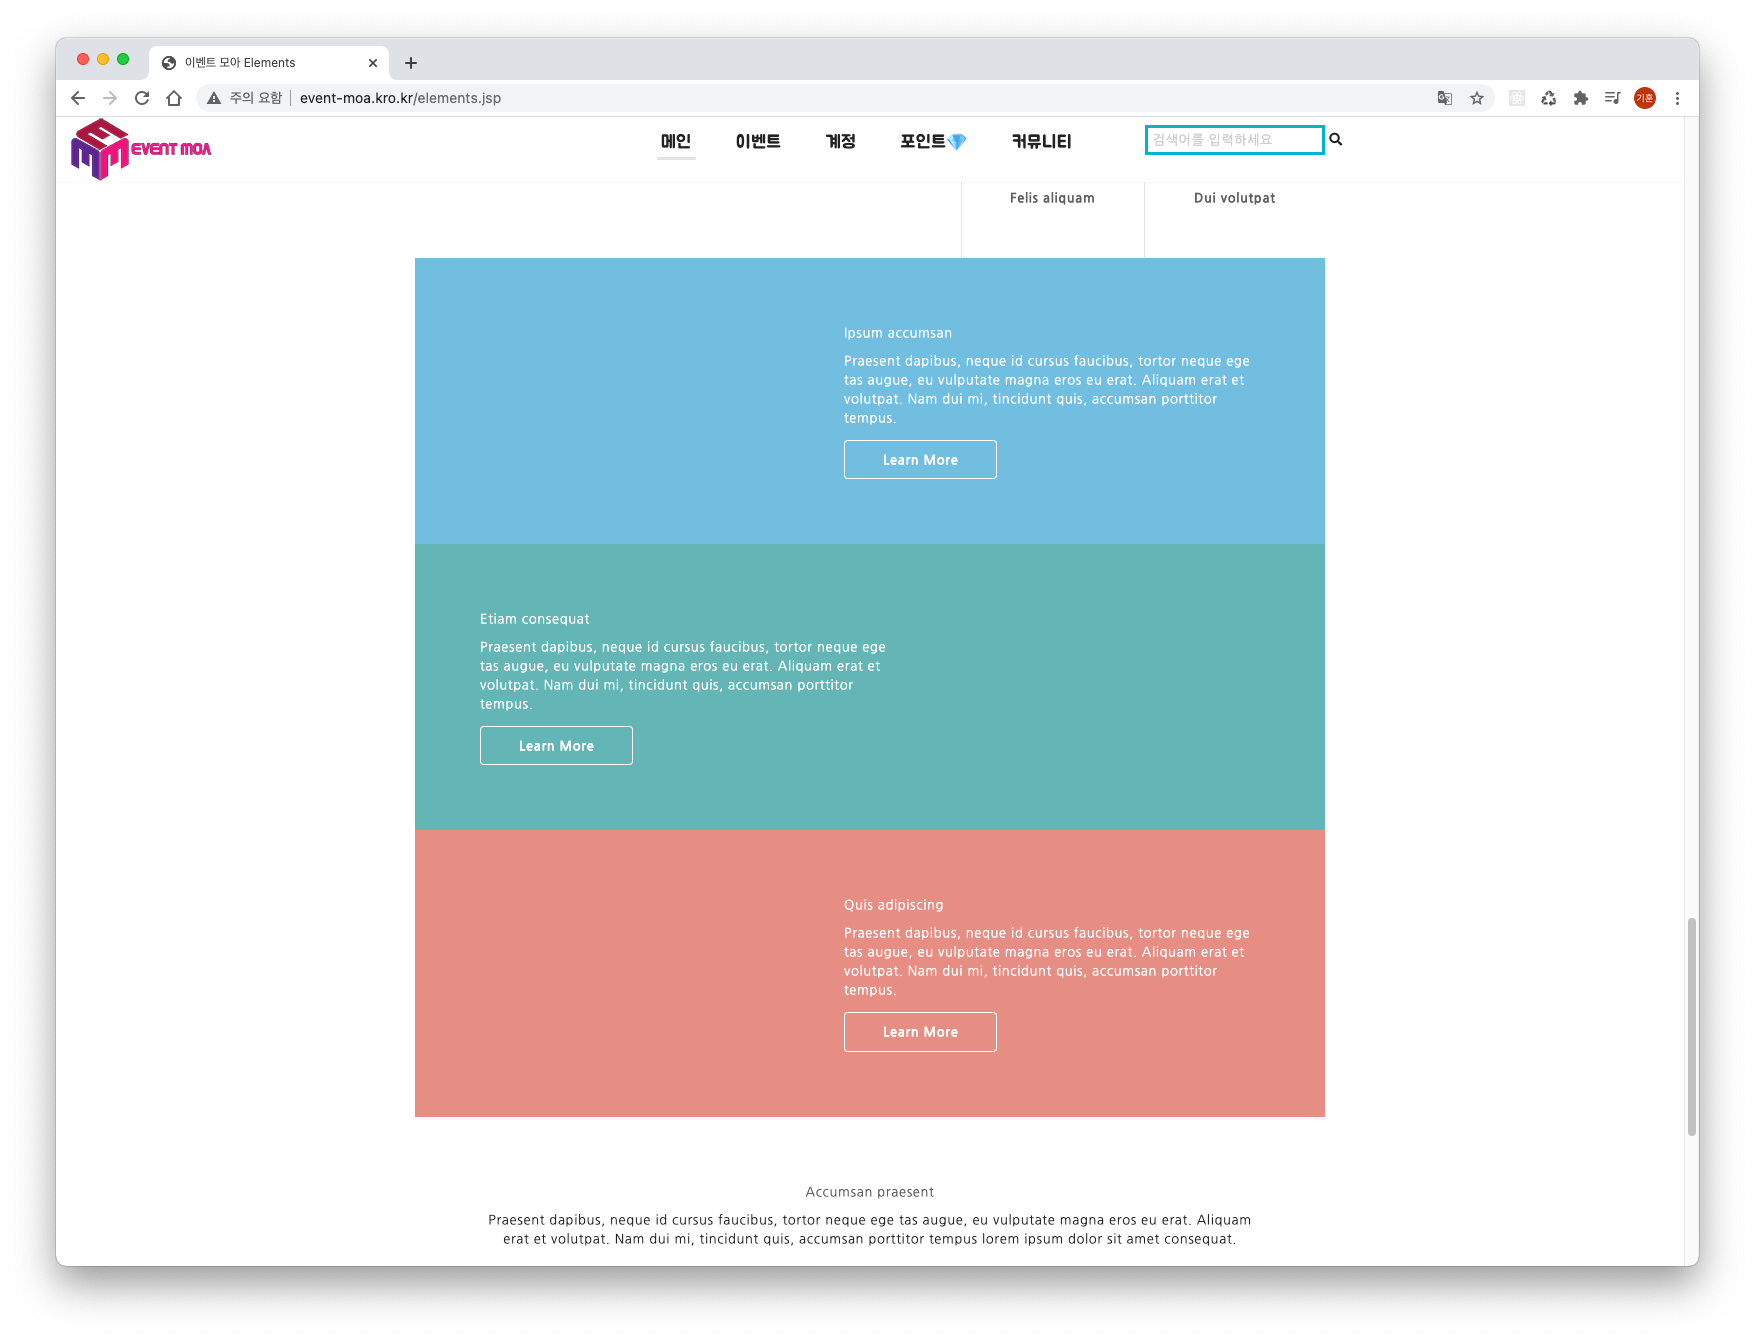 이벤트 모아 Elements
주의 요함 event-moa.kro.kr/elements.jsp
기훈
EVENT MOA
메인 이벤트 계정 포인트💎 커뮤니티
검색어를 입력하세요
Felis aliquam Dui volutpat
Ipsum accumsan
Praesent dapibus, neque id cursus faucibus, tortor neque ege
tas augue, eu vulputate magna eros eu erat. Aliquam erat et
volutpat. Nam dui mi, tincidunt quis, accumsan porttitor
tempus.
Learn More
Etiam consequat
Praesent dapibus, neque id cursus faucibus, tortor neque ege
tas augue, eu vulputate magna eros eu erat. Aliquam erat et
volutpat. Nam dui mi, tincidunt quis, accumsan porttitor
tempus.
Learn More
Quis adipiscing
Praesent dapibus, neque id cursus faucibus, tortor neque ege
tas augue, eu vulputate magna eros eu erat. Aliquam erat et
volutpat. Nam dui mi, tincidunt quis, accumsan porttitor
tempus.
Learn More
Accumsan praesent
Praesent dapibus, neque id cursus faucibus, tortor neque ege tas augue, eu vulputate magna eros eu erat. Aliquam
erat et volutpat. Nam dui mi, tincidunt quis, accumsan porttitor tempus lorem ipsum dolor sit amet consequat.